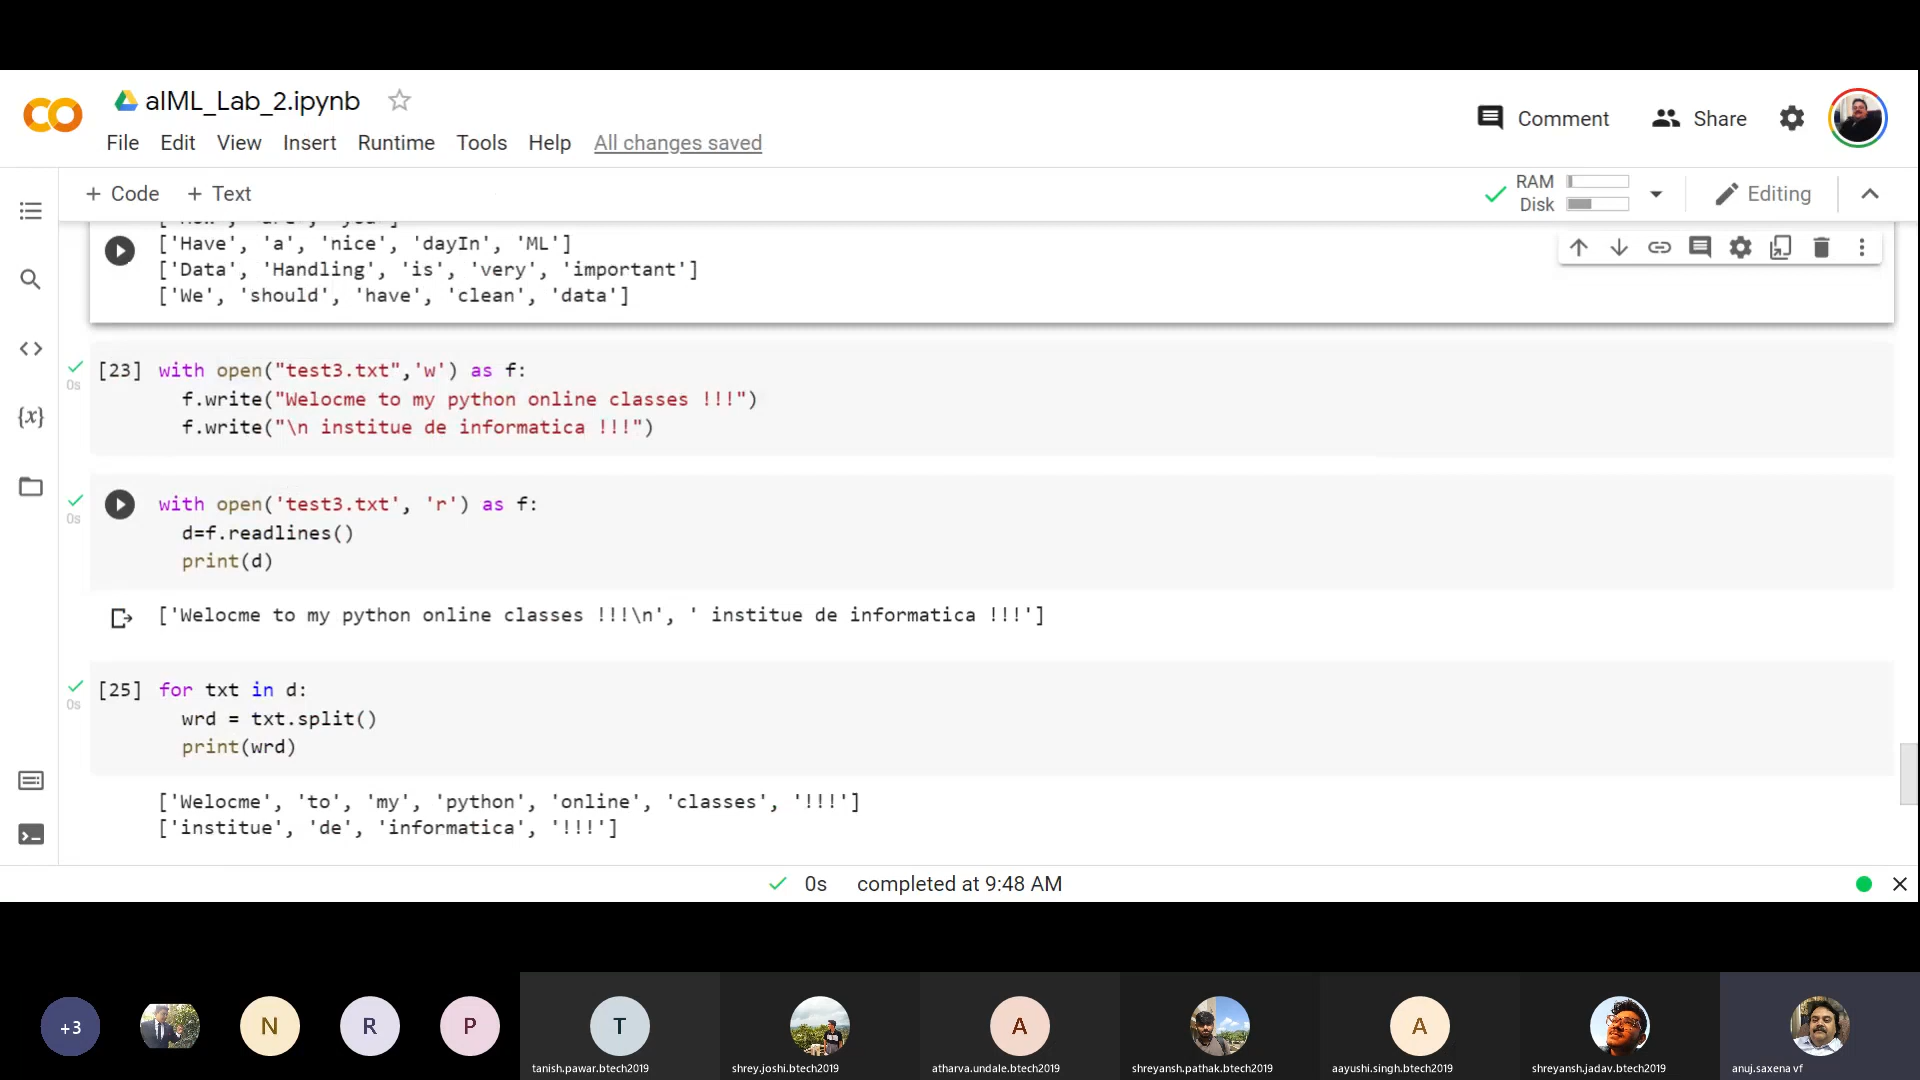 aIML_Lab_2.ipynb
Comment
Share
File Edit View Insert Runtime Tools Help All changes saved
+ Code + Text
RAM
Disk
Editing
['Have', 'a', 'nice', 'dayIn', 'ML']
['Data', 'Handling', 'is', 'very', 'important']
['We', 'should', 'have', 'clean', 'data']
[23] with open("test3.txt",'w') as f:
0s
f.write("Welocme to my python online classes !!!")
f.write("\n institue de informatica !!!")
with open('test3.txt', 'r') as f:
0s
d=f.readlines()
print(d)
['Welocme to my python online classes !!!\n', ' institue de informatica !!!']
[25] for txt in d:
0s
wrd = txt.split()
print(wrd)
['Welocme', 'to', 'my', 'python', 'online', 'classes', '!!!']
['institue', 'de', 'informatica', '!!!']
0s completed at 9:48 AM
+3
N
R
P
T
A
A
tanish.pawar.btech2019
shrey.joshi.btech2019
atharva.undale.btech2019
shreyansh.pathak.btech2019
aayushi.singh.btech2019
shreyansh.jadav.btech2019
anuj.saxena vf